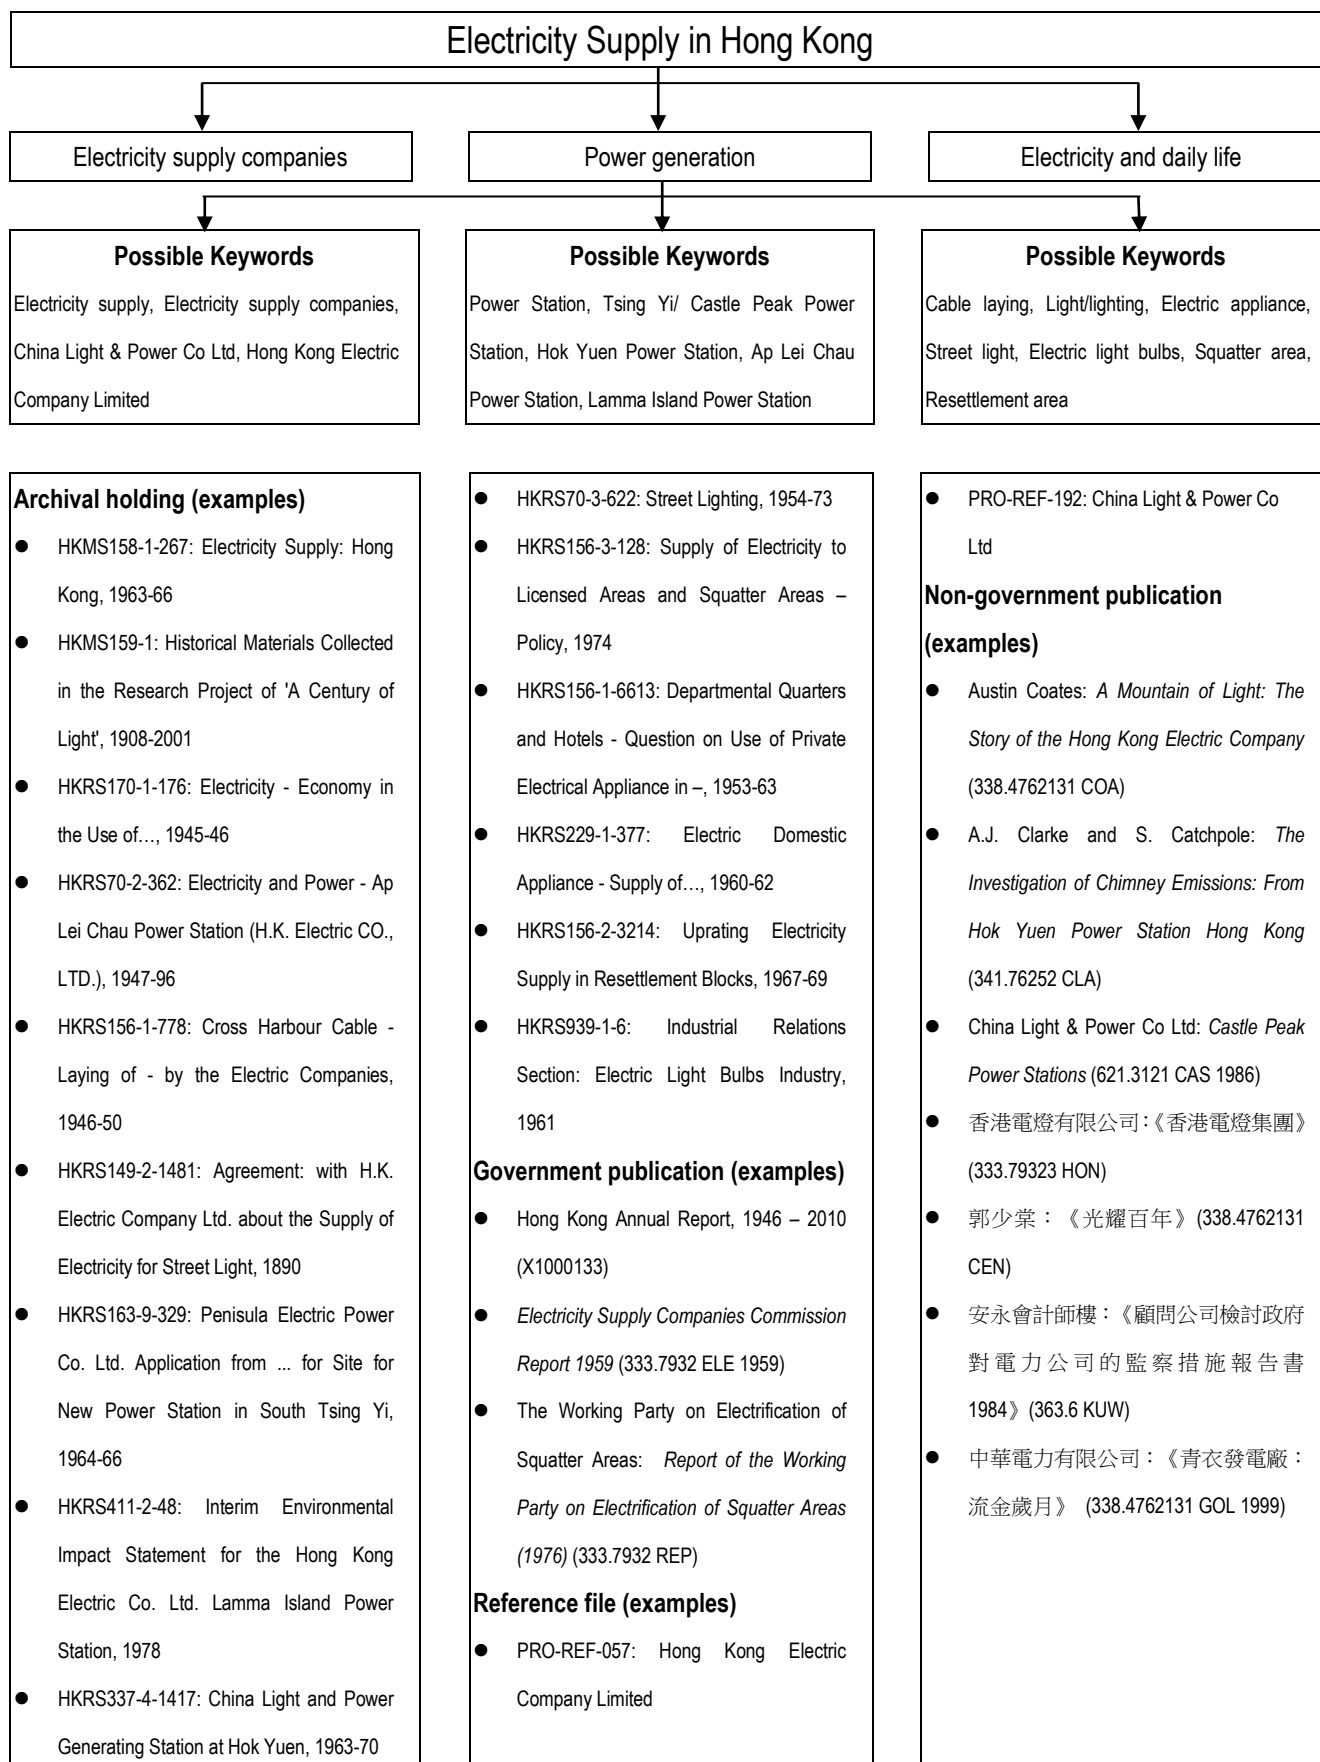 Electricity Supply in Hong Kong
Electricity supply companies
Power generation
Electricity and daily life
Possible Keywords
Electricity supply, Electricity supply companies,
China Light & Power Co Ltd, Hong Kong Electric
Company Limited
Possible Keywords
Power Station, Tsing Yi/ Castle Peak Power
Station, Hok Yuen Power Station, Ap Lei Chau
Power Station, Lamma Island Power Station
Possible Keywords
Cable laying, Light/lighting, Electric appliance,
Street light, Electric light bulbs, Squatter area,
Resettlement area
Archival holding (examples)
● HKMS158-1-267: Electricity Supply: Hong
Kong, 1963-66
● HKMS159-1: Historical Materials Collected
in the Research Project of 'A Century of
Light', 1908-2001
● HKRS170-1-176: Electricity - Economy in
the Use of…, 1945-46
● HKRS70-2-362: Electricity and Power - Ap
Lei Chau Power Station (H.K. Electric CO.,
LTD.), 1947-96
● HKRS156-1-778: Cross Harbour Cable -
Laying of - by the Electric Companies,
1946-50
● HKRS149-2-1481: Agreement: with H.K.
Electric Company Ltd. about the Supply of
Electricity for Street Light, 1890
● HKRS163-9-329: Penisula Electric Power
Co. Ltd. Application from ... for Site for
New Power Station in South Tsing Yi,
1964-66
● HKRS411-2-48: Interim Environmental
Impact Statement for the Hong Kong
Electric Co. Ltd. Lamma Island Power
Station, 1978
● HKRS337-4-1417: China Light and Power
Generating Station at Hok Yuen, 1963-70
● HKRS70-3-622: Street Lighting, 1954-73
● HKRS156-3-128: Supply of Electricity to
Licensed Areas and Squatter Areas –
Policy, 1974
● HKRS156-1-6613: Departmental Quarters
and Hotels - Question on Use of Private
Electrical Appliance in –, 1953-63
● HKRS229-1-377: Electric Domestic
Appliance - Supply of…, 1960-62
● HKRS156-2-3214: Uprating Electricity
Supply in Resettlement Blocks, 1967-69
● HKRS939-1-6: Industrial Relations
Section: Electric Light Bulbs Industry,
1961
Government publication (examples)
● Hong Kong Annual Report, 1946 – 2010
(X1000133)
● Electricity Supply Companies Commission
Report 1959 (333.7932 ELE 1959)
● The Working Party on Electrification of
Squatter Areas: Report of the Working
Party on Electrification of Squatter Areas
(1976) (333.7932 REP)
Reference file (examples)
● PRO-REF-057: Hong Kong Electric
Company Limited
● PRO-REF-192: China Light & Power Co
Ltd
Non-government publication
(examples)
● Austin Coates: A Mountain of Light: The
Story of the Hong Kong Electric Company
(338.4762131 COA)
● A.J. Clarke and S. Catchpole: The
Investigation of Chimney Emissions: From
Hok Yuen Power Station Hong Kong
(341.76252 CLA)
● China Light & Power Co Ltd: Castle Peak
Power Stations (621.3121 CAS 1986)
● 香港電燈有限公司：《香港電燈集團》
(333.79323 HON)
● 郭少棠：《光耀百年》(338.4762131
CEN)
● 安永會計師樓：《顧問公司檢討政府
對電力公司的監察措施報告書
1984》(363.6 KUW)
● 中華電力有限公司：《青衣發電廠：
流金歲月》 (338.4762131 GOL 1999)